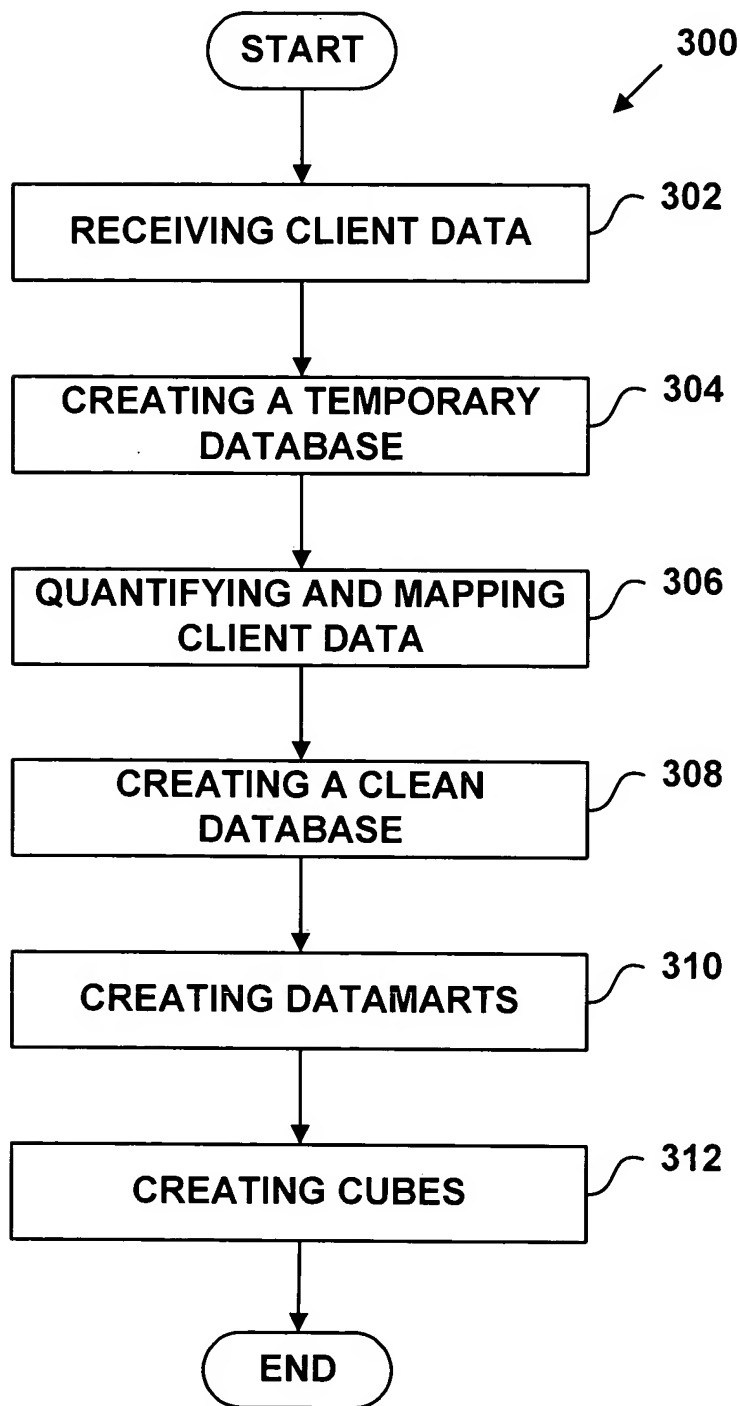 START
300
RECEIVING CLIENT DATA
302
CREATING A TEMPORARY
DATABASE
304
QUANTIFYING AND MAPPING
CLIENT DATA
306
CREATING A CLEAN
DATABASE
308
CREATING DATAMARTS
310
CREATING CUBES
312
END